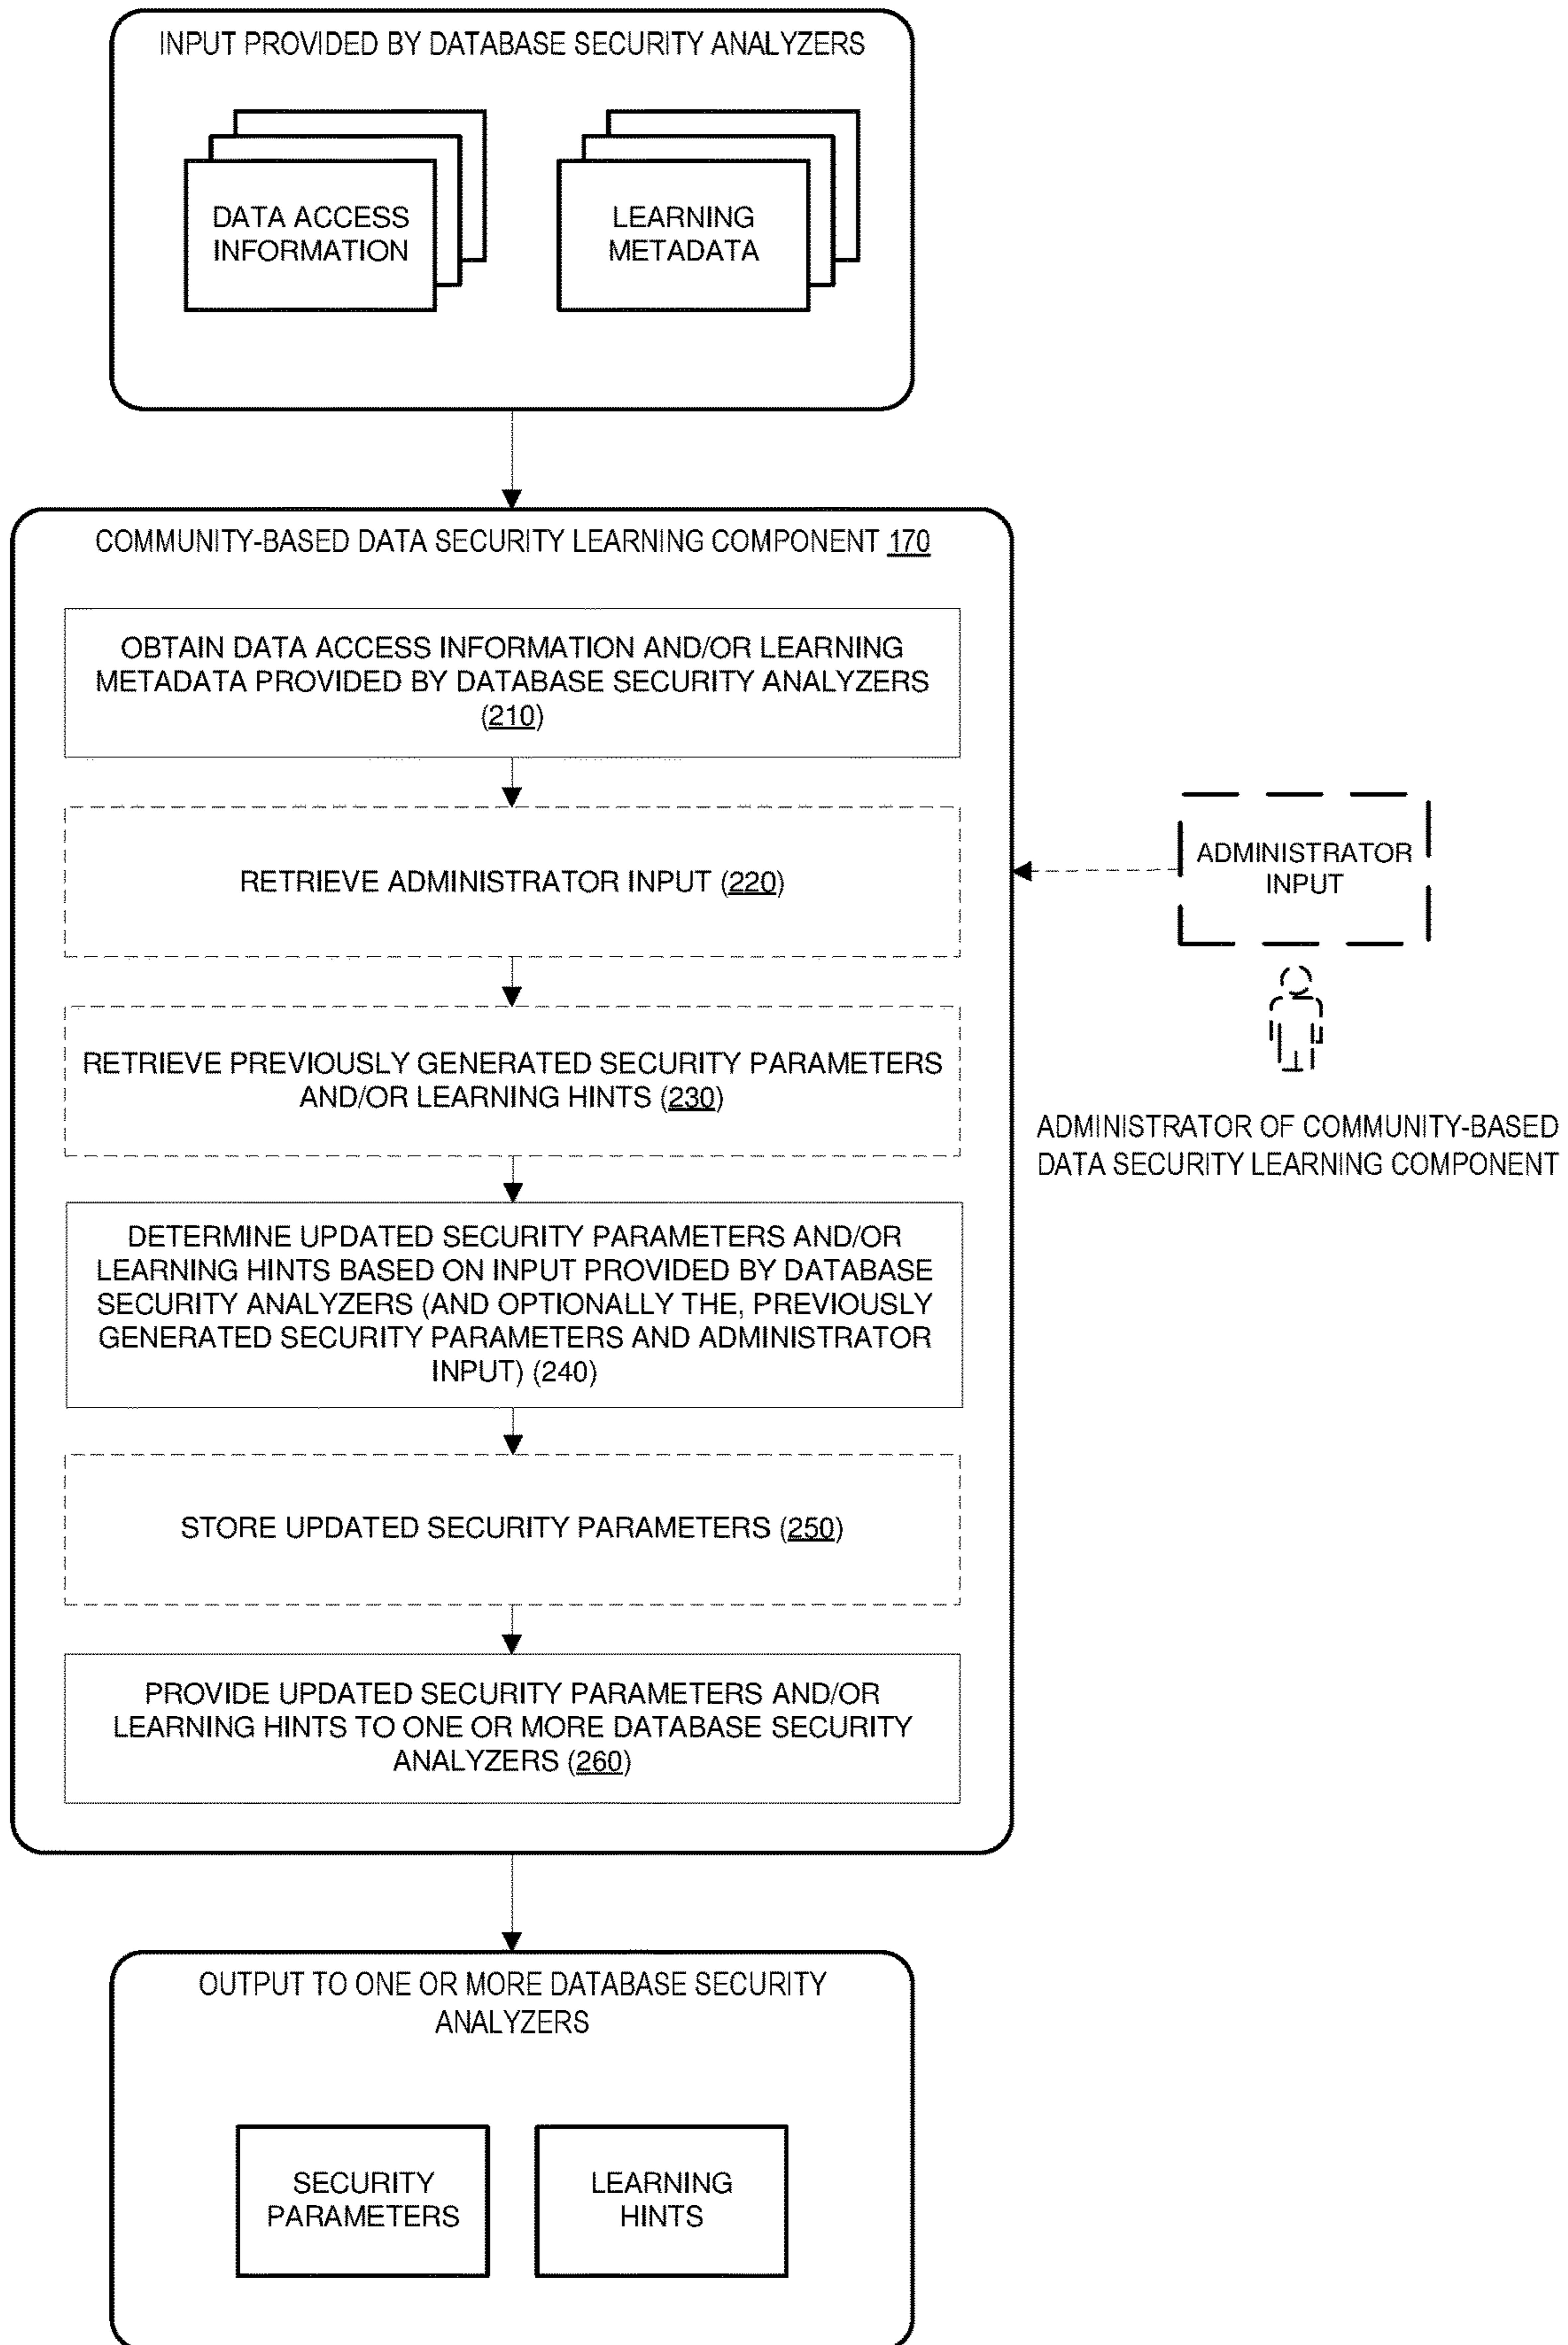 INPUT PROVIDED BY DATABASE SECURITY ANALYZERS
DATA ACCESS
INFORMATION
LEARNING
METADATA
COMMUNITY-BASED DATA SECURITY LEARNING COMPONENT 170
OBTAIN DATA ACCESS INFORMATION AND/OR LEARNING
METADATA PROVIDED BY DATABASE SECURITY ANALYZERS
(210)
RETRIEVE ADMINISTRATOR INPUT (220)
ADMINISTRATOR
INPUT
RETRIEVE PREVIOUSLY GENERATED SECURITY PARAMETERS
AND/OR LEARNING HINTS (230)
ADMINISTRATOR OF COMMUNITY-BASED
DATA SECURITY LEARNING COMPONENT
DETERMINE UPDATED SECURITY PARAMETERS AND/OR
LEARNING HINTS BASED ON INPUT PROVIDED BY DATABASE
SECURITY ANALYZERS (AND OPTIONALLY THE, PREVIOUSLY
GENERATED SECURITY PARAMETERS AND ADMINISTRATOR
INPUT) (240)
STORE UPDATED SECURITY PARAMETERS (250)
PROVIDE UPDATED SECURITY PARAMETERS AND/OR
LEARNING HINTS TO ONE OR MORE DATABASE SECURITY
ANALYZERS (260)
OUTPUT TO ONE OR MORE DATABASE SECURITY
ANALYZERS
SECURITY
PARAMETERS
LEARNING
HINTS